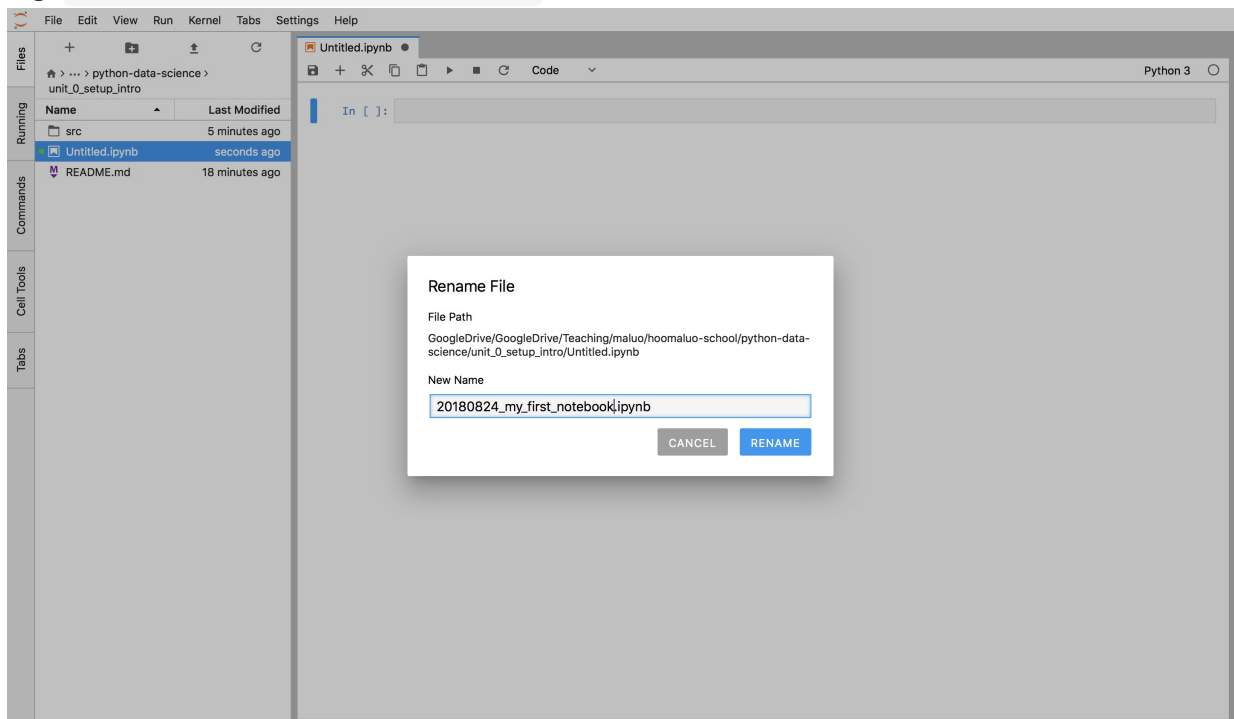 File Edit View Run Kernel Tabs Settings Help
Files
Running
Commands
Cell Tools
Tabs
> ... > python-data-science >
unit_0_setup_intro
Name Last Modified
src 5 minutes ago
Untitled.ipynb seconds ago
README.md 18 minutes ago
Untitled.ipynb
Code
Python 3
In [ ]:
Rename File
File Path
GoogleDrive/GoogleDrive/Teaching/maluo/hoomaluo-school/python-data-
science/unit_0_setup_intro/Untitled.ipynb
New Name
20180824_my_first_notebook.ipynb
CANCEL RENAME